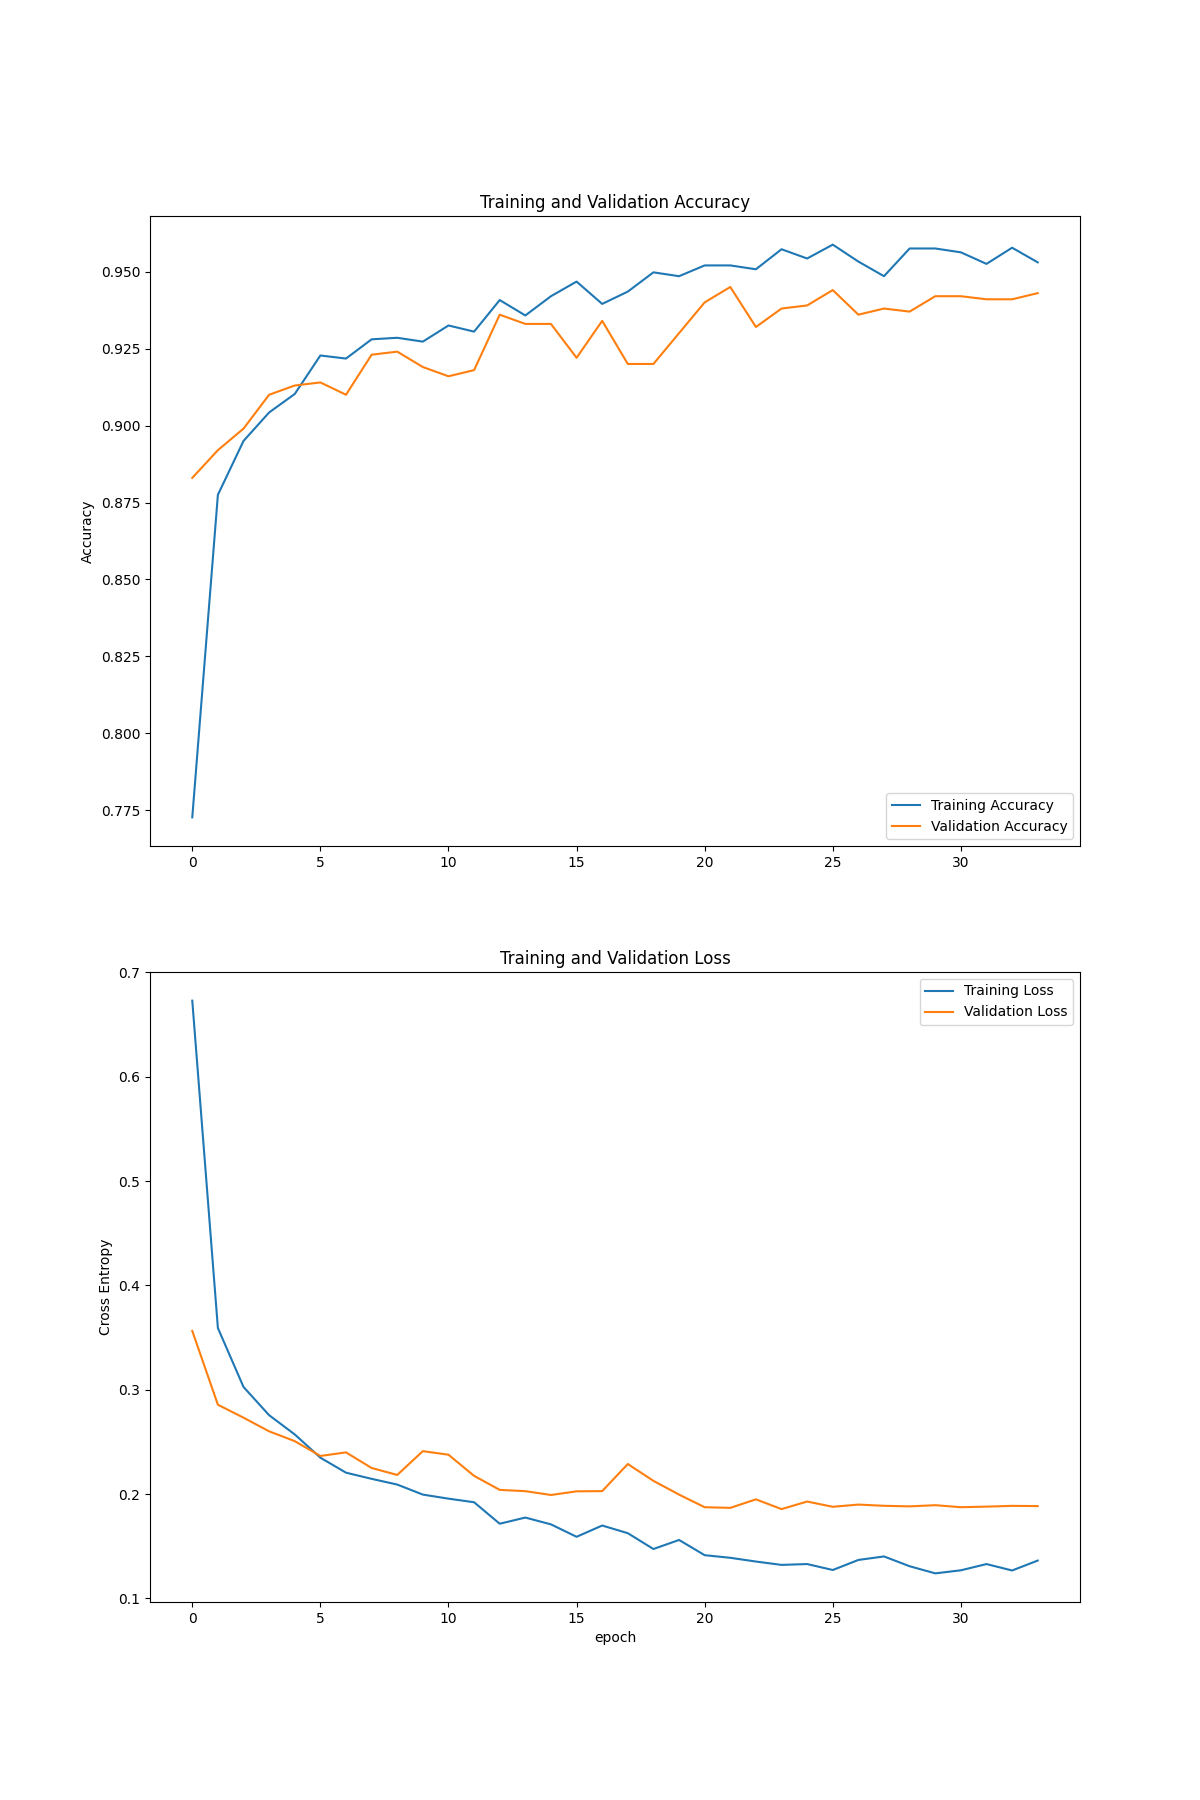 Training and Validation Accuracy
Accuracy
0.950
0.925
0.900
0.875
0.850
0.825
0.800
0.775
Training Accuracy
Validation Accuracy
0 5 10 15 20 25 30
Training and Validation Loss
Cross Entropy
0.7
0.6
0.5
0.4
0.3
0.2
0.1
Training Loss
Validation Loss
0 5 10 15 20 25 30
epoch